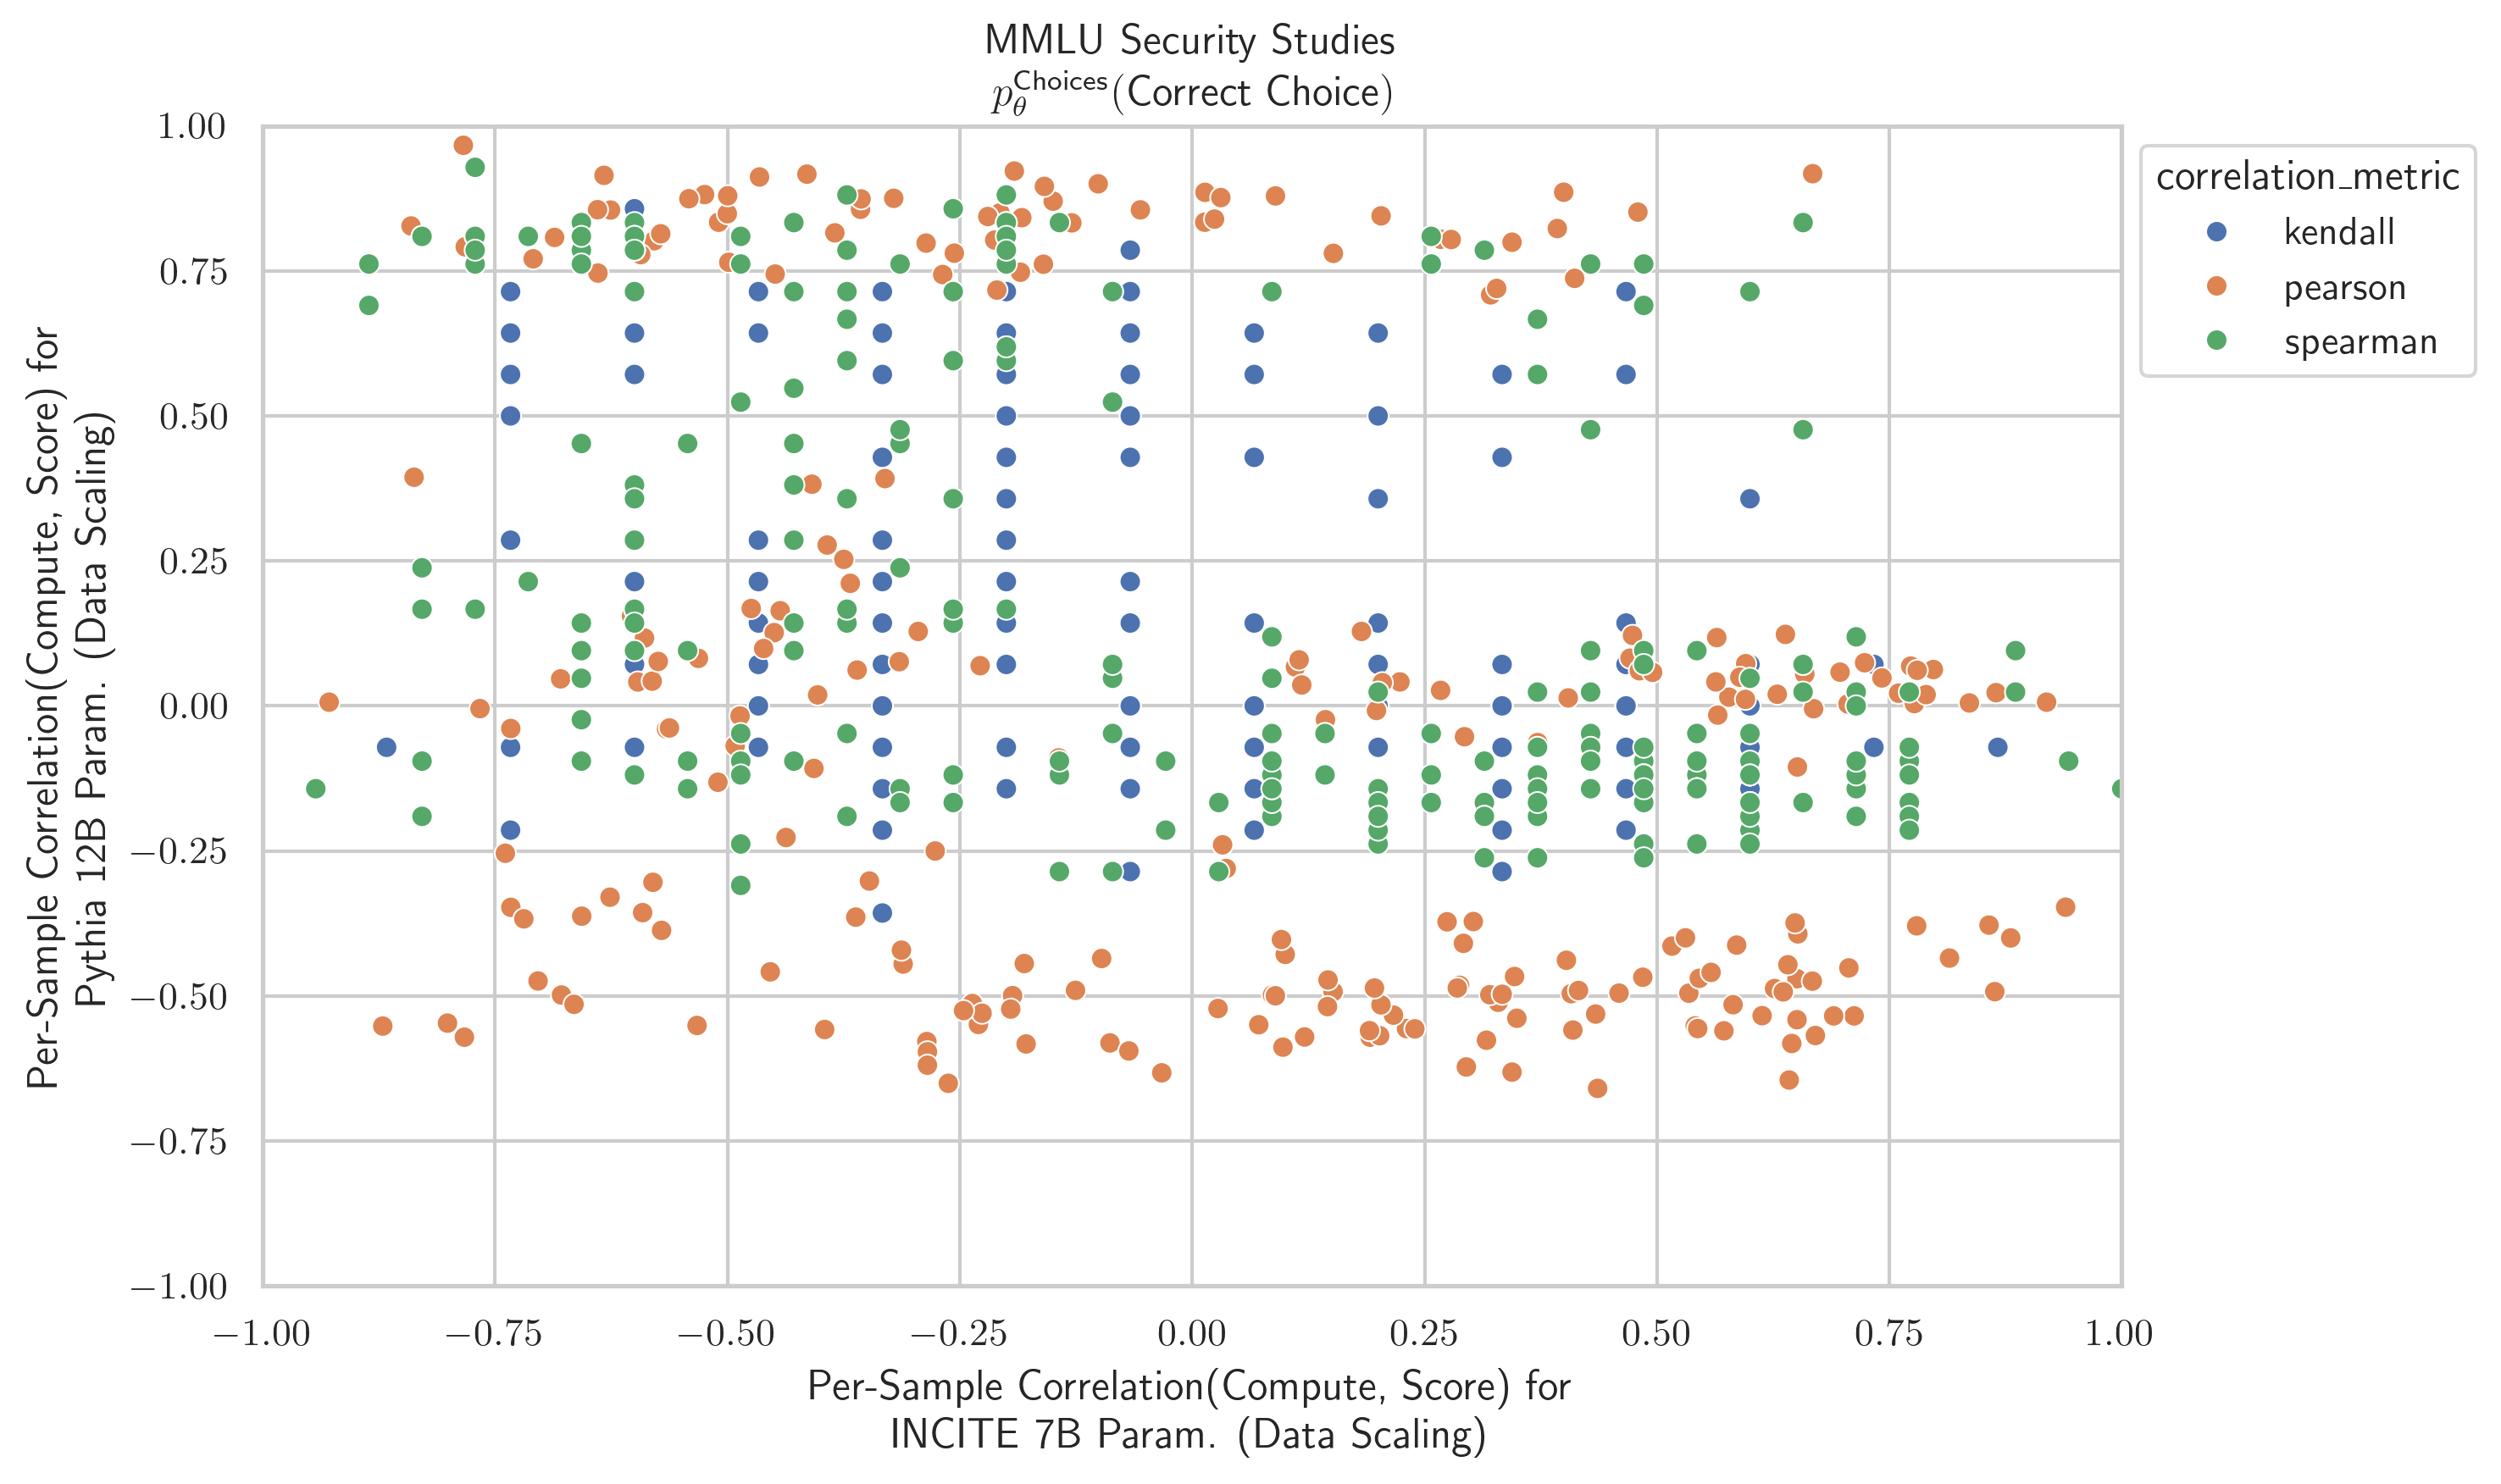 MMLU Security Studies
p_θ^Choices(Correct Choice)
1.00
0.75
0.50
0.25
0.00
−0.25
−0.50
−0.75
−1.00
Per-Sample Correlation(Compute, Score) for
Pythia 12B Param. (Data Scaling)
correlation_metric
kendall
pearson
spearman
−1.00 −0.75 −0.50 −0.25 0.00 0.25 0.50 0.75 1.00
Per-Sample Correlation(Compute, Score) for
INCITE 7B Param. (Data Scaling)